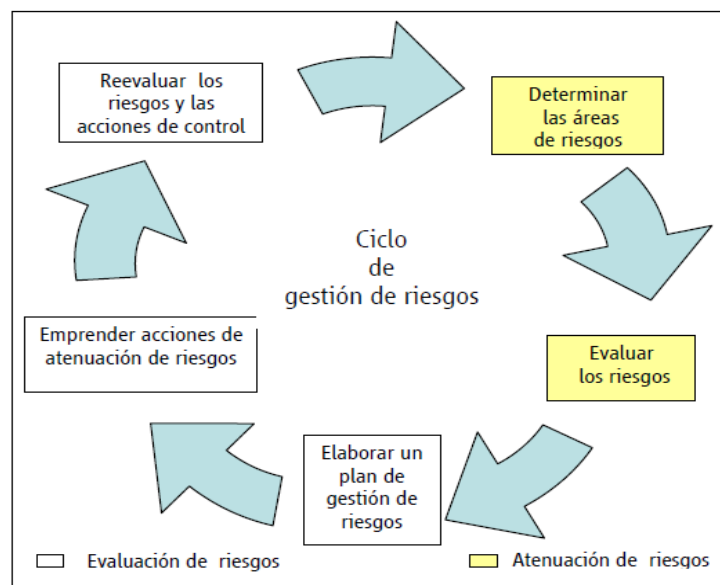 Reevaluar los
riesgos y las
acciones de control
Determinar
las áreas
de riesgos
Ciclo
de
gestión de riesgos
Emprender acciones de
atenuación de riesgos
Evaluar
los riesgos
Elaborar un
plan de
gestión de
riesgos
Evaluación de riesgos
Atenuación de riesgos